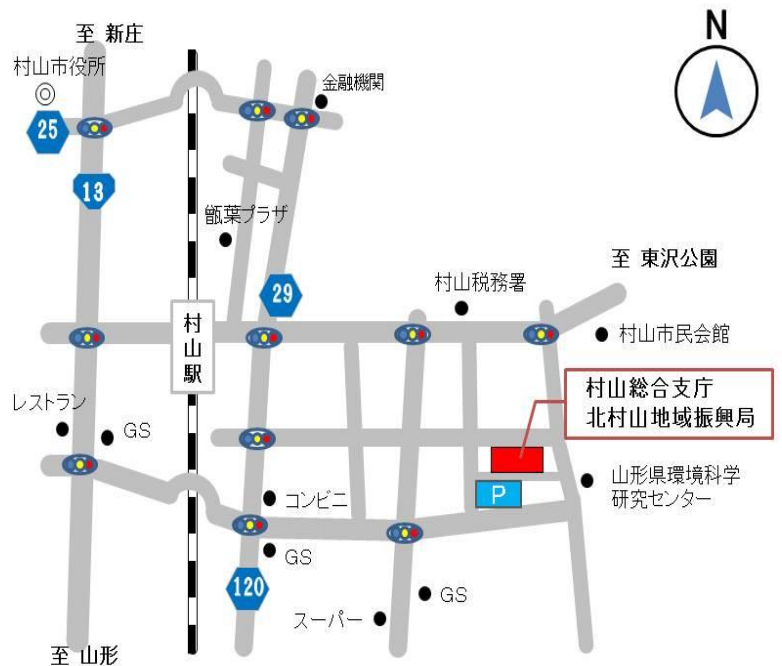 至 新庄
N
村山市役所
金融機関
25
13
甑葉プラザ
至 東沢公園
29
村山税務署
村山駅
村山市民会館
村山総合支庁
北村山地域振興局
レストラン
GS
山形県環境科学
研究センター
P
コンビニ
GS
120
GS
スーパー
至 山形